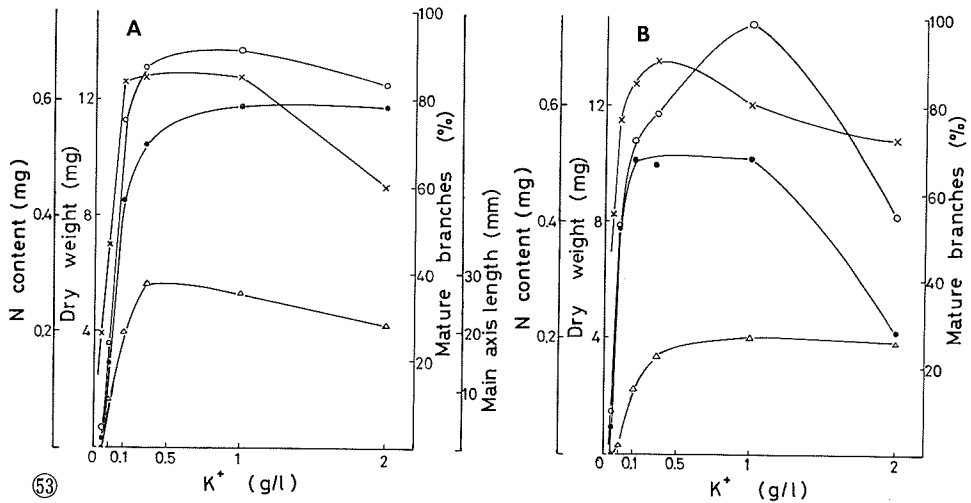 A
N content (mg)
0,6
0,4
0,2
Dry weight (mg)
12
8
4
100
80
60
40
20
Mature branches (%)
30
20
10
Main axis length (mm)
0 0.1 0.5 1 2
K+ (g/l)
B
N content (mg)
0,6
0,4
0,2
Dry weight (mg)
12
8
4
100
80
60
40
20
Mature branches (%)
0 0.1 0.5 1 2
K+ (g/l)
53